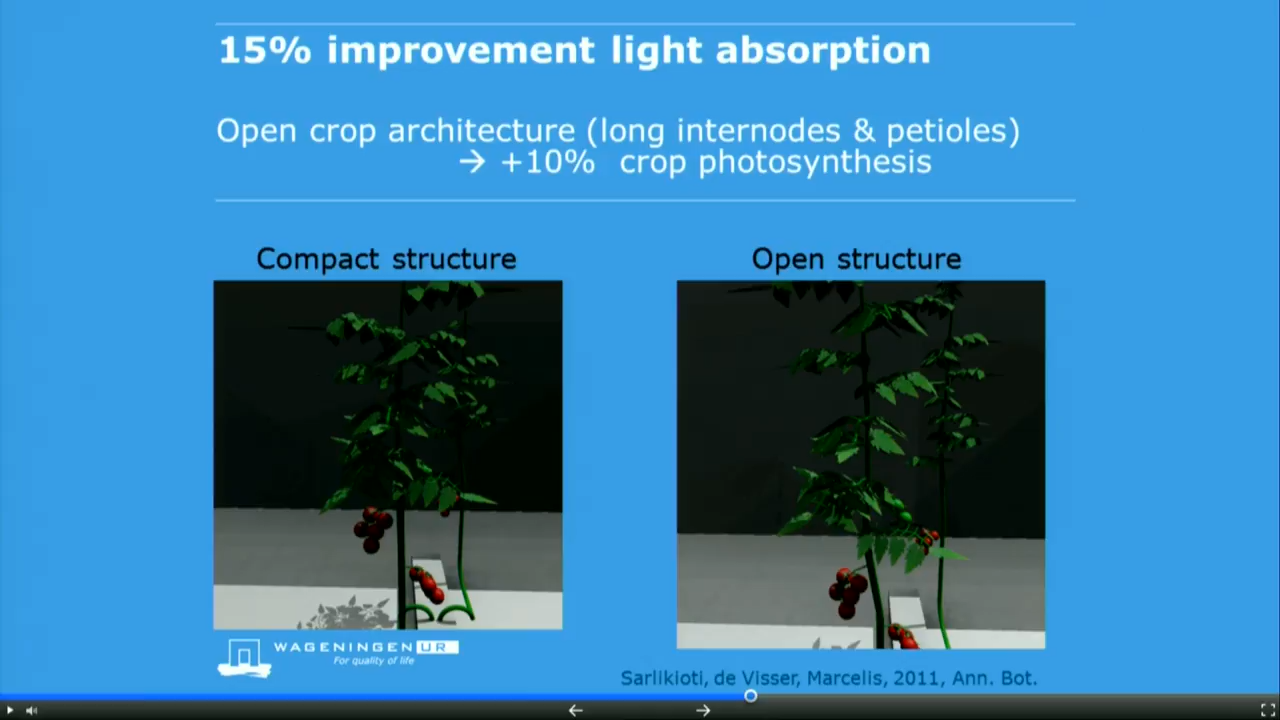 15% improvement light absorption
Open crop architecture (long internodes & petioles)
→ +10% crop photosynthesis
Compact structure
Open structure
WAGENINGEN UR
For quality of life
Sarlikioti, de Visser, Marcelis, 2011, Ann. Bot.